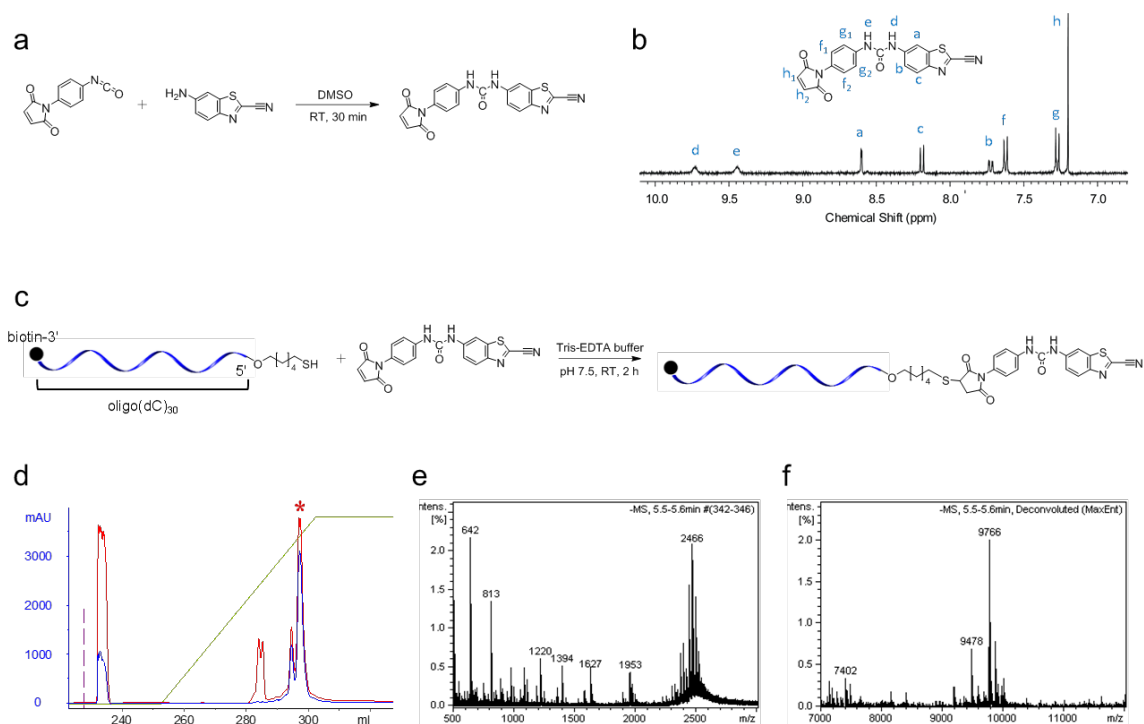 a
N
C
O
O
N
O
+
H₂N
S
N
N
DMSO
RT, 30 min
O
N
O
H
N
H
N
O
S
N
N
b
e
d
h
g₁
H
N
H
N
a
f₁
O
S
N
O
g₂
b
N
h₁
N
f₂
c
h₂
O
d
e
a
c
b
f
g
10.0 9.5 9.0 8.5 8.0 7.5 7.0
Chemical Shift (ppm)
c
biotin-3'
5'
O
4
SH
oligo(dC)₃₀
+
O
N
O
H
N
H
N
O
S
N
N
Tris-EDTA buffer
pH 7.5, RT, 2 h
O
4
S
O
N
O
H
N
H
N
O
S
N
N
d
*
mAU
3000
2000
1000
0
240 260 280 300 ml
e
ntens.
[%]
-MS, 5.5-5.6min #(342-346)
2.0
1.5
1.0
0.5
0.0
642
813
1220
1394
1627
1953
2466
500 1000 1500 2000 2500 m/z
f
Intens.
[%]
-MS, 5.5-5.6min, Deconvoluted (MaxEnt)
2.0
1.5
1.0
0.5
0.0
7402
9478
9766
7000 8000 9000 10000 11000 m/z